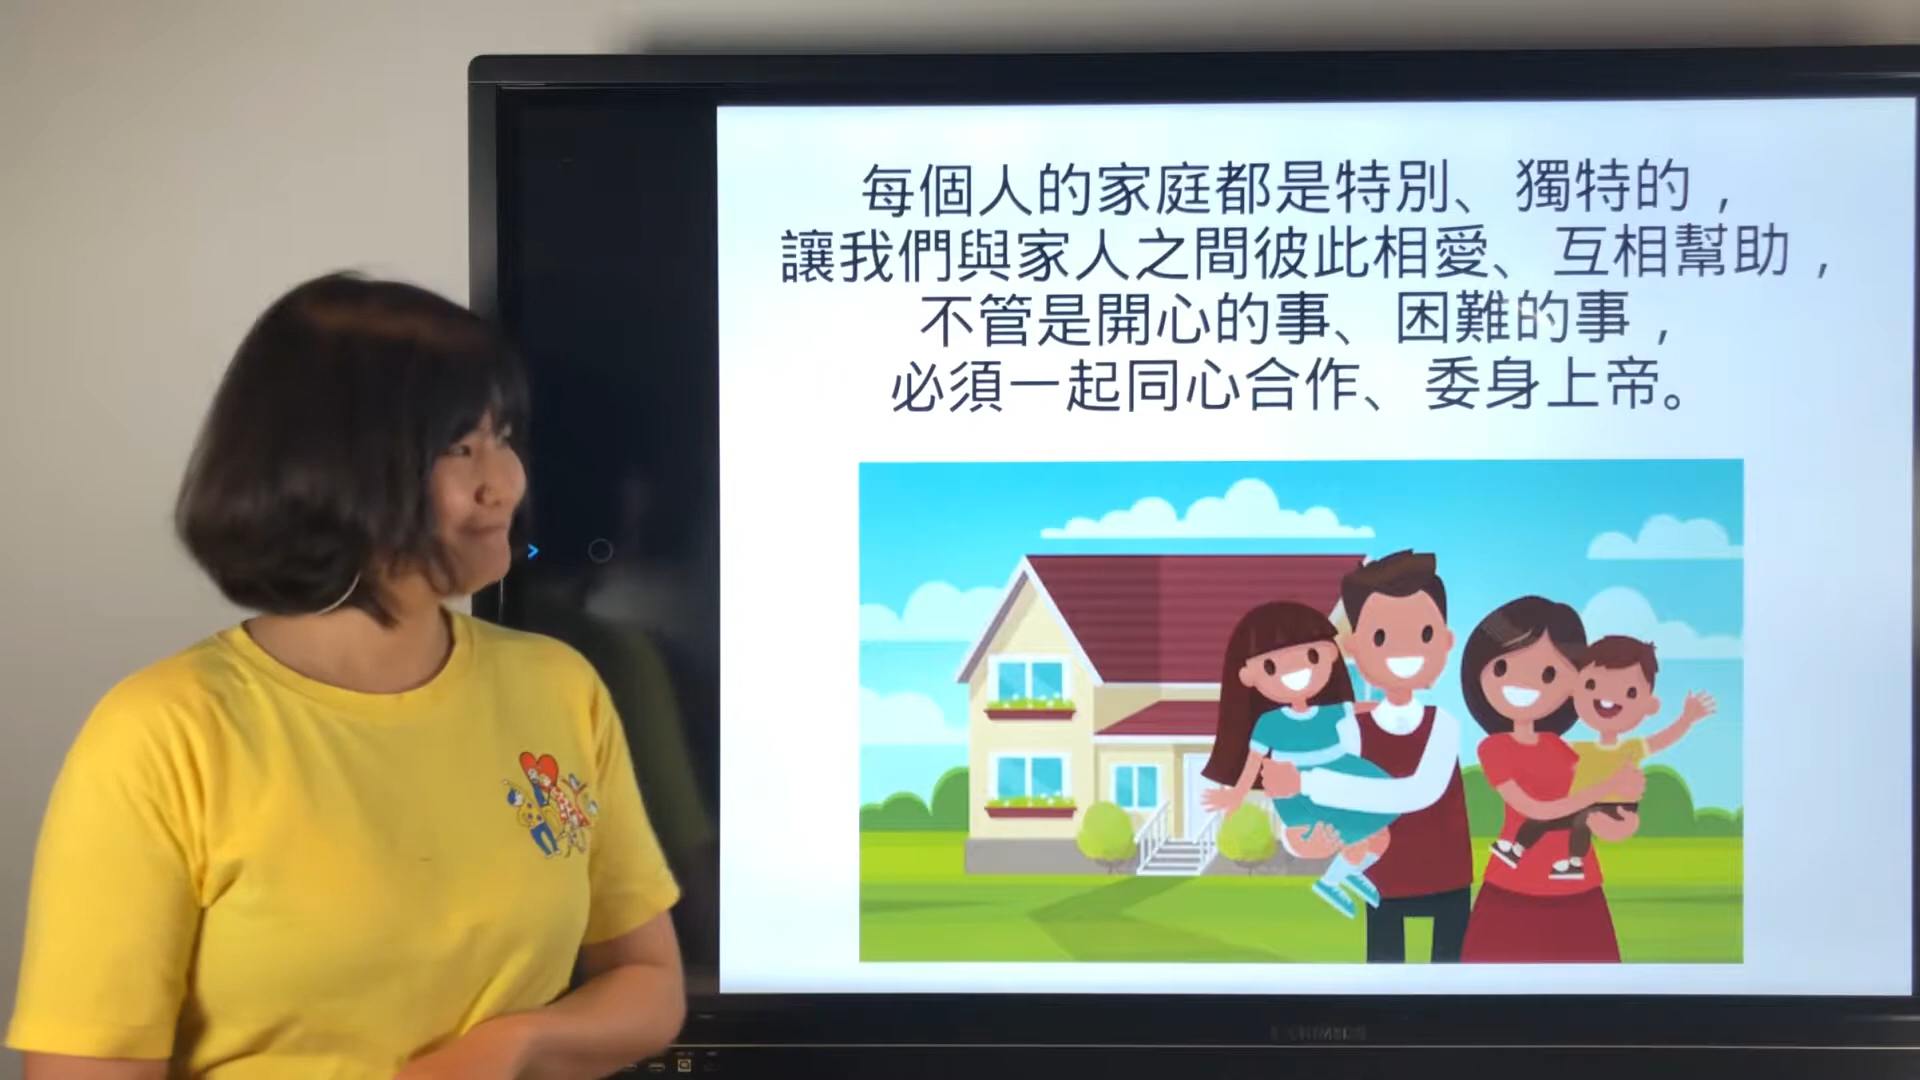 每個人的家庭都是特別、獨特的，
讓我們與家人之間彼此相愛、互相幫助，
不管是開心的事、困難的事，
必須一起同心合作、委身上帝。